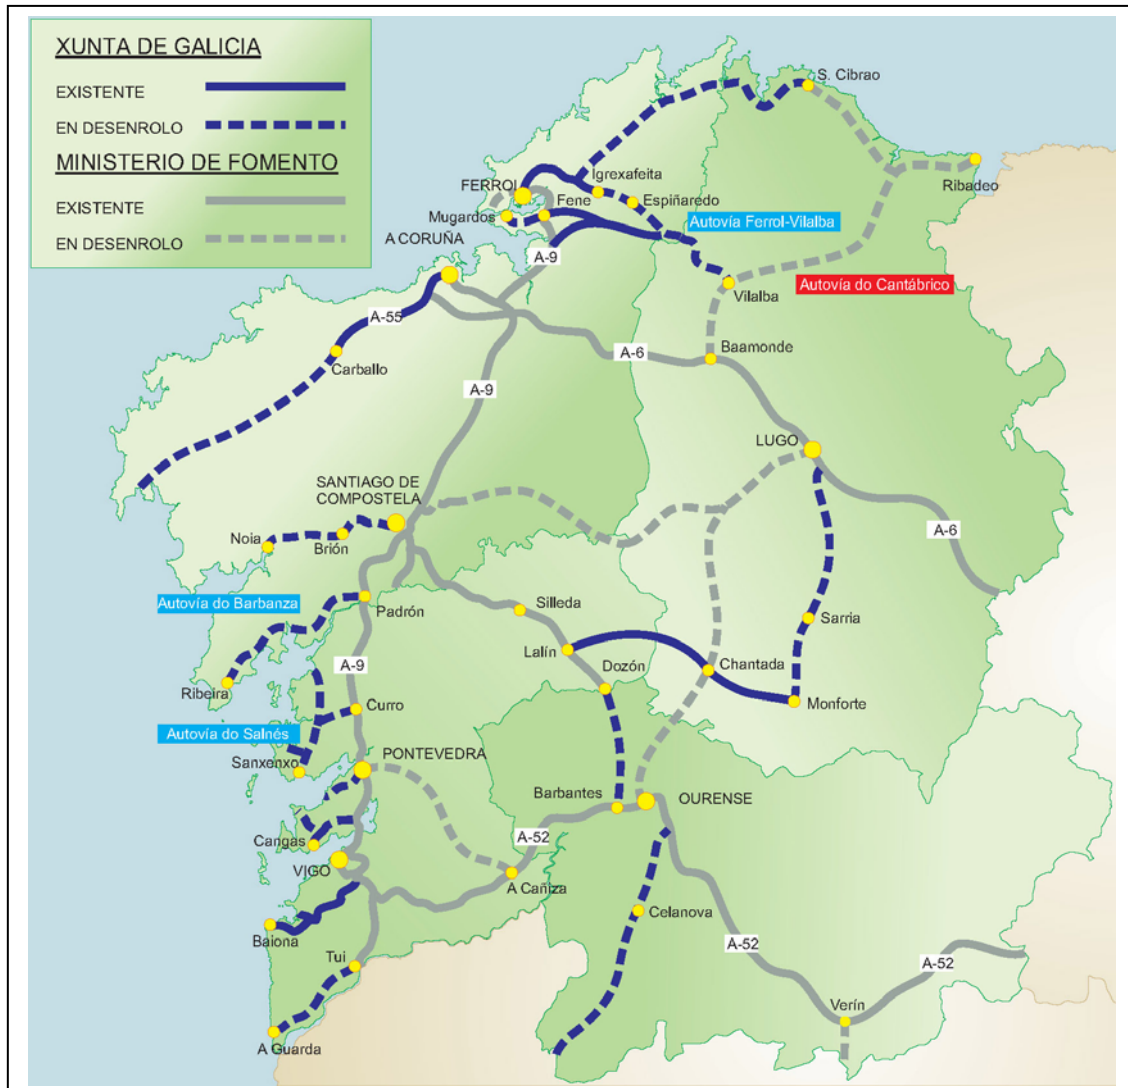 XUNTA DE GALICIA
EXISTENTE
EN DESENROLO
MINISTERIO DE FOMENTO
EXISTENTE
EN DESENROLO
S. Cibrao
Ribadeo
Igrexafeita
FERROL
Fene
Espiñaredo
Mugardos
Autovía Ferrol-Vilalba
A CORUÑA
A-9
Autovía do Cantábrico
Vilalba
A-55
Baamonde
A-6
Carballo
A-9
LUGO
SANTIAGO DE
COMPOSTELA
A-6
Noia
Brión
Autovía do Barbanza
Padrón
Silleda
Sarria
Lalín
Dozón
Chantada
A-9
Ribeira
Monforte
Curro
Autovía do Salnés
PONTEVEDRA
Sanxenxo
Barbantes
OURENSE
A-52
Cangas
VIGO
A Cañiza
Celanova
Baiona
A-52
Tui
A-52
Verín
A Guarda